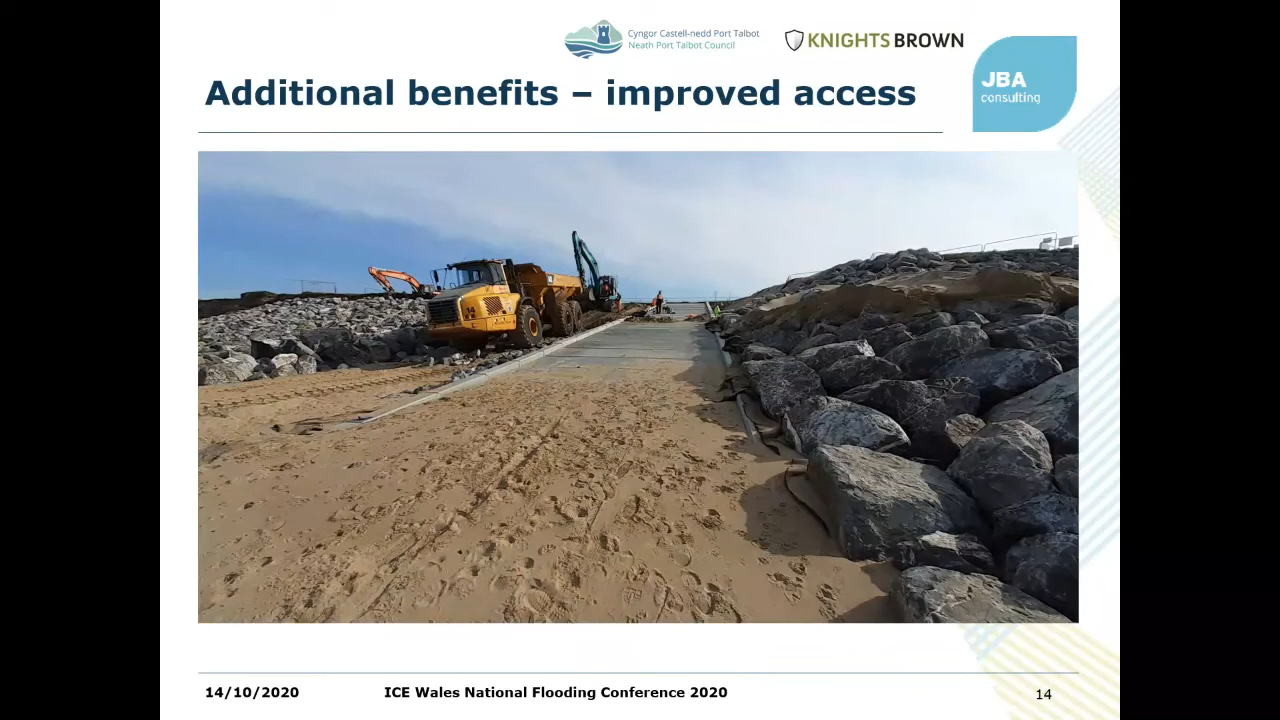 Cyngor Castell-nedd Port Talbot
Neath Port Talbot Council
KNIGHTS BROWN
JBA
consulting
Additional benefits – improved access
14/10/2020
ICE Wales National Flooding Conference 2020
14